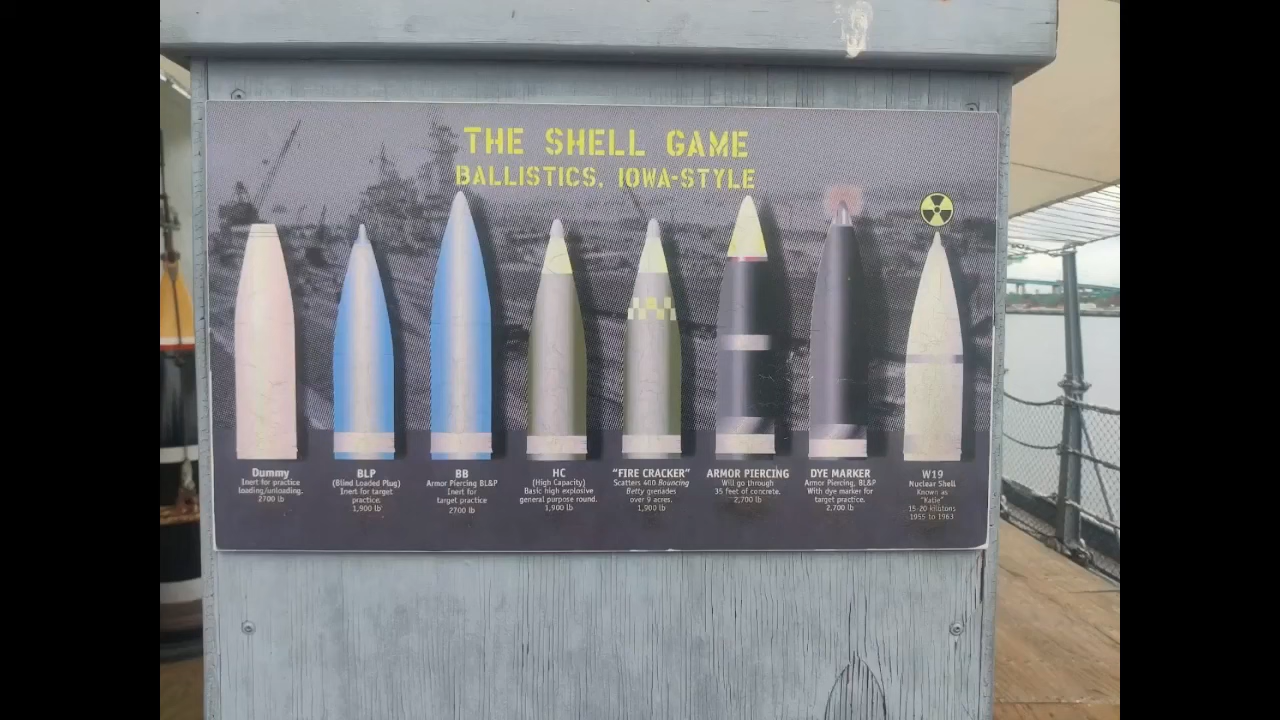 THE SHELL GAME
BALLISTICS, IOWA-STYLE
Dummy
Inert for practice
loading/unloading.
2700 lb
BLP
(Blind Loaded Plug)
Inert for target
practice.
1,900 lb
BB
Armor Piercing BL&P
Inert for
target practice
2700 lb
HC
(High Capacity)
Basic high explosive
general purpose round.
1,900 lb
"FIRE CRACKER"
Scatters 400 Bouncing
Betty grenades
over 9 acres.
1,900 lb
ARMOR PIERCING
Will go through
35 feet of concrete.
2,700 lb
DYE MARKER
Armor Piercing, BL&P
With dye marker for
target practice.
2,700 lb
W19
Nuclear Shell
Known as
"Katie"
15-20 kilotons
1955 to 1963